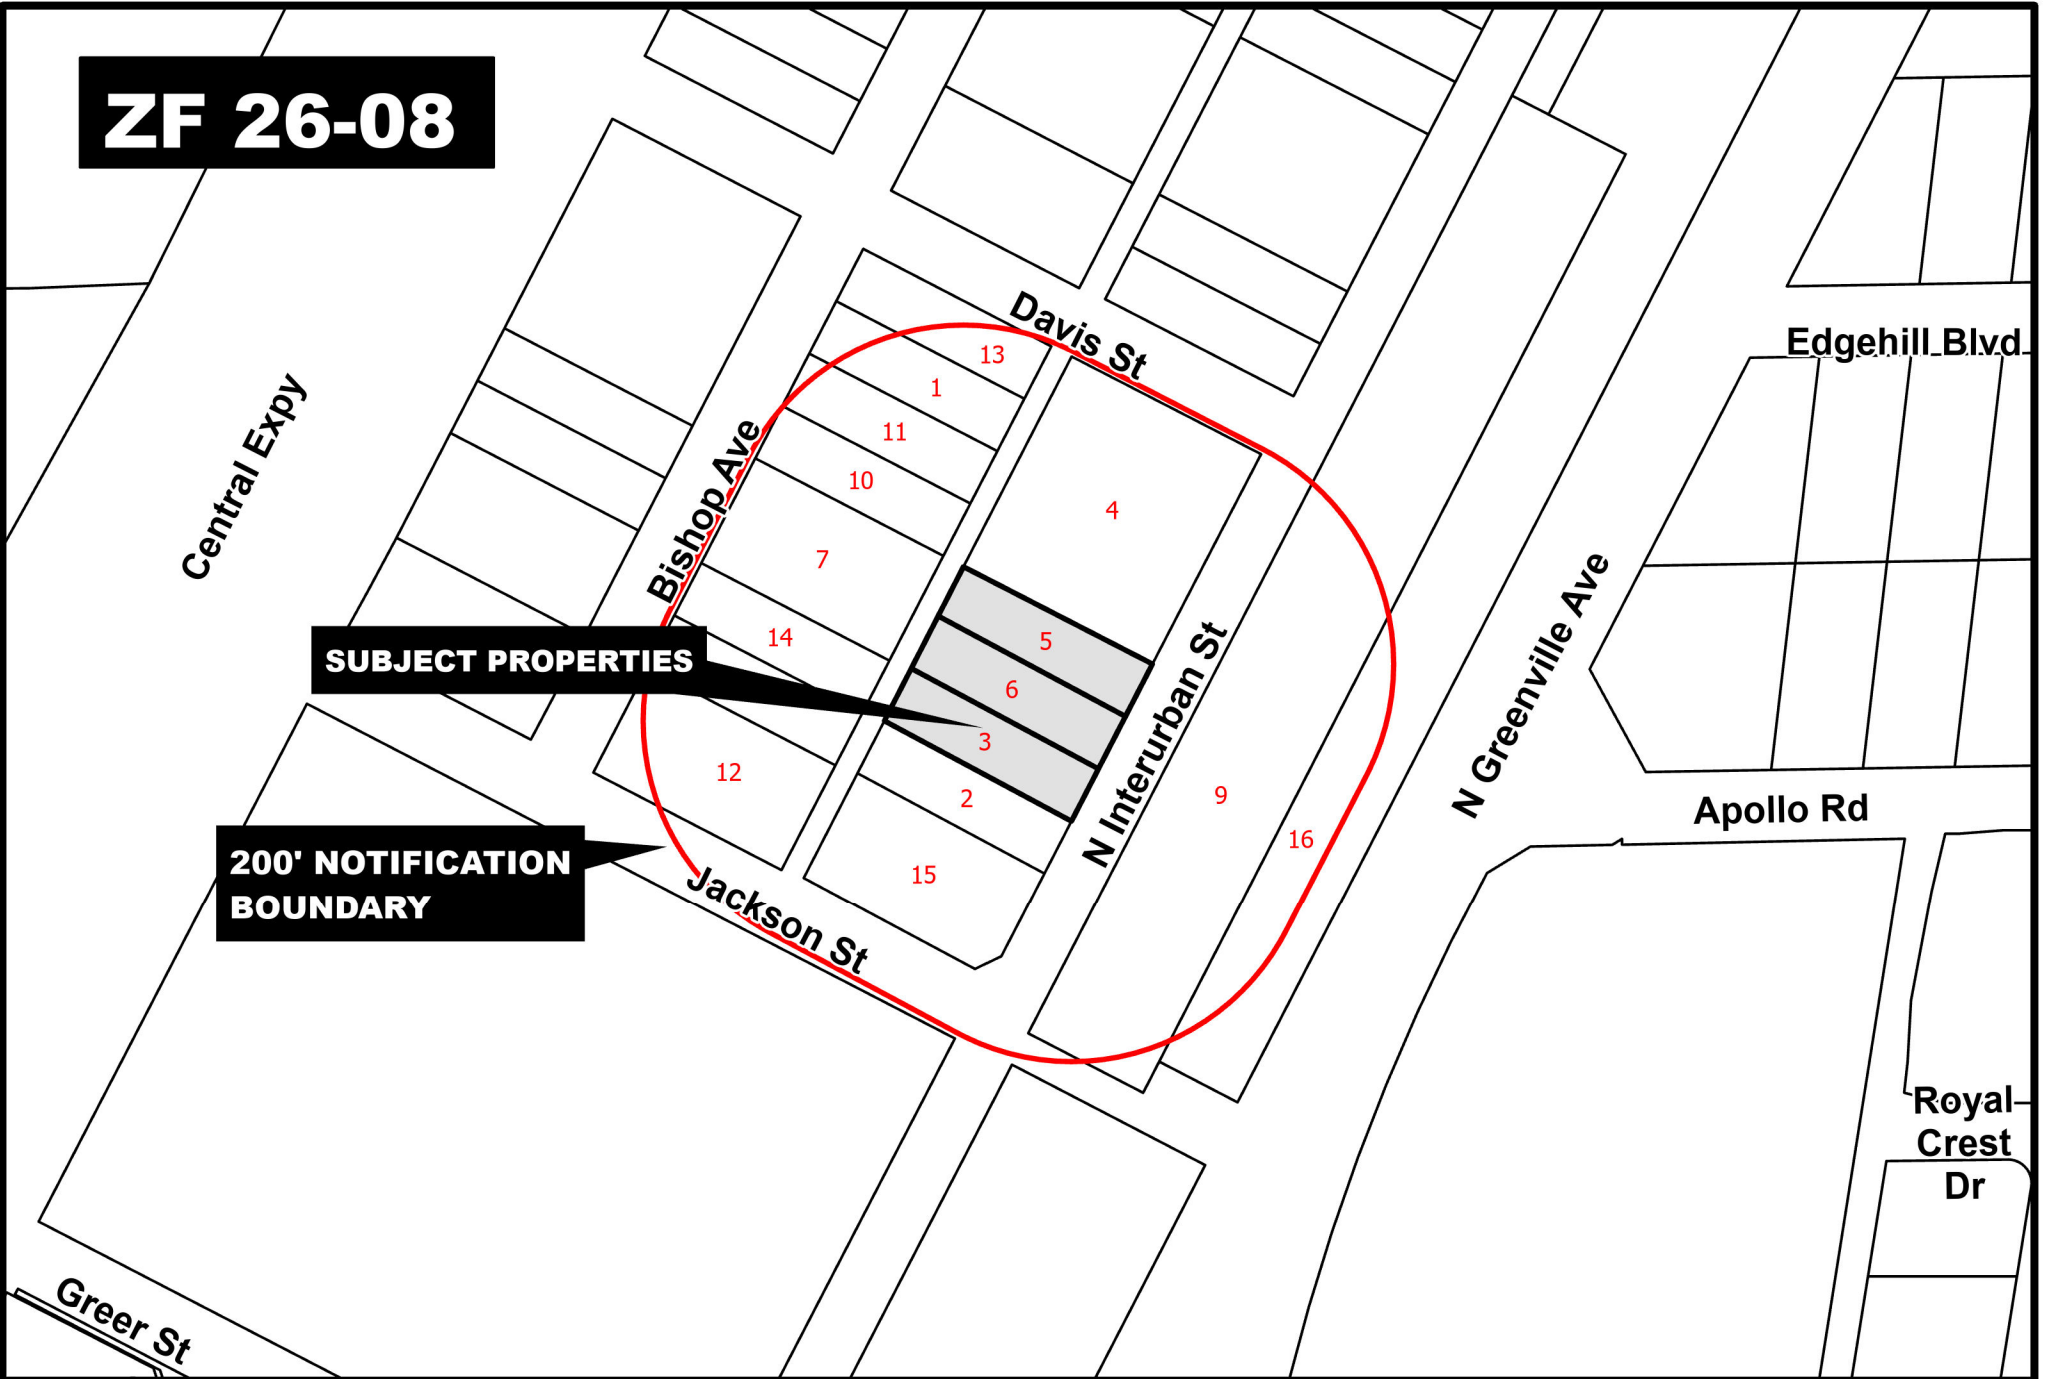 ZF 26-08
Davis St
Edgehill Blvd
13
1
Central Expy
11
Bishop Ave
10
4
7
N Greenville Ave
14
5
SUBJECT PROPERTIES
6
N Interurban St
3
12
9
2
Apollo Rd
16
200' NOTIFICATION
BOUNDARY
15
Jackson St
Royal
Crest
Dr
Greer St